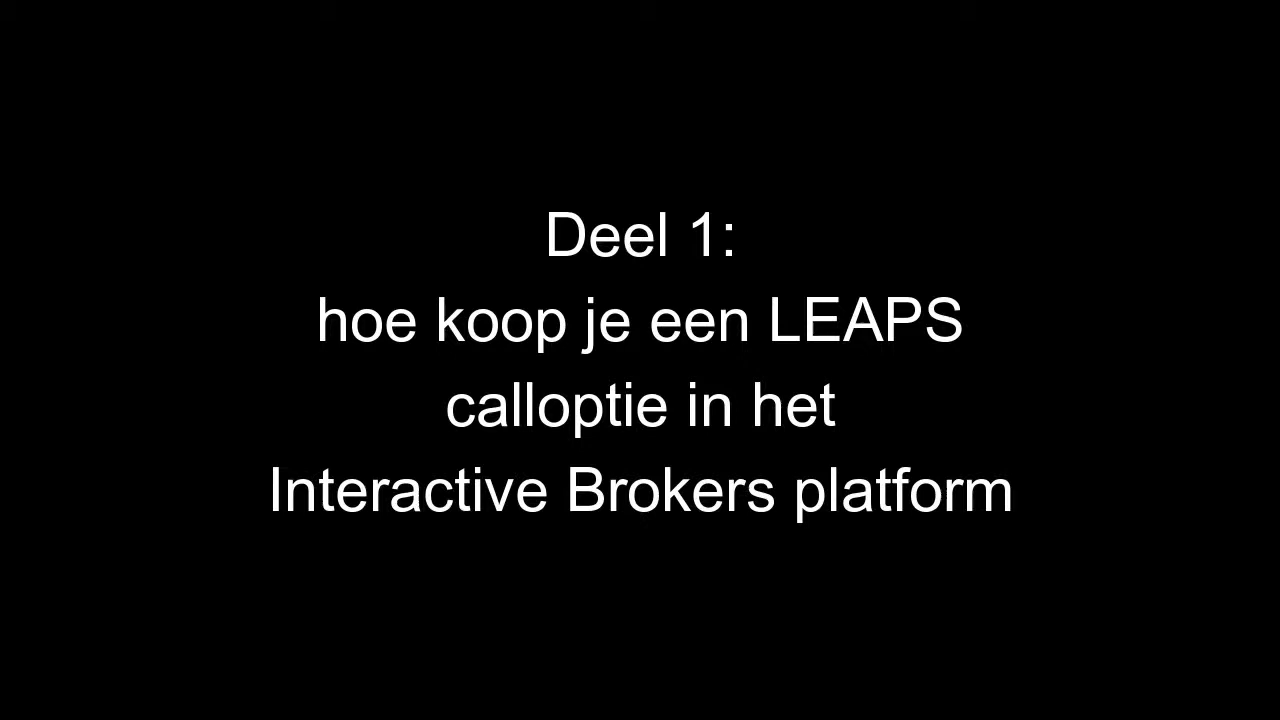 Deel 1:
hoe koop je een LEAPS
calloptie in het
Interactive Brokers platform